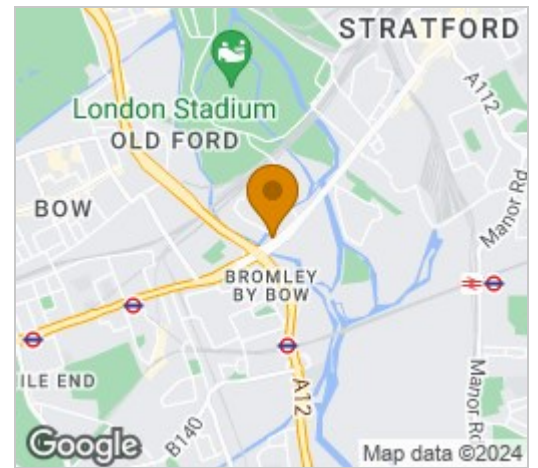 STRATFORD
A112
London Stadium
OLD FORD
BOW
Manor Rd
BROMLEY
BY BOW
ILE END
A12
B140
Manor Rd
Google
Map data ©2024